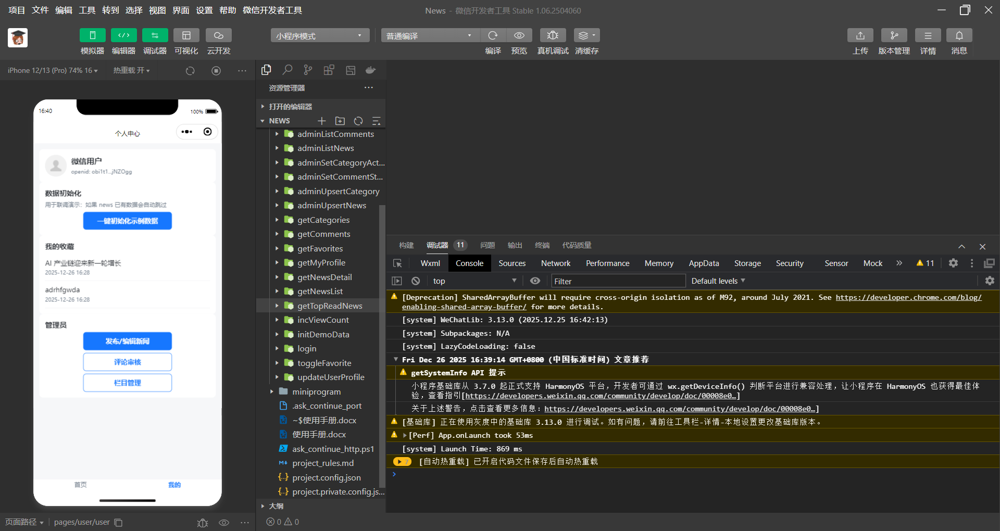 项目 文件 编辑 工具 转到 选择 视图 界面 设置 帮助 微信开发者工具
News - 微信开发者工具 Stable 1.06.2504060
模拟器 编辑器 调试器 可视化 云开发
小程序模式
普通编译
编译 预览 真机调试 清缓存
上传 版本管理 详情 消息
iPhone 12/13 (Pro) 74% 16
热重载 开
16:40
100%
个人中心
微信用户
openid: obi1t1...jNZOgg
数据初始化
用于联调演示：如果 news 已有数据会自动跳过
一键初始化示例数据
我的收藏
AI 产业链迎来新一轮增长
2025-12-26 16:28
adrhfgwda
2025-12-26 16:28
管理员
发布/编辑新闻
评论审核
栏目管理
首页
我的
页面路径
pages/user/user
资源管理器
打开的编辑器
NEWS
adminListComments
adminListNews
adminSetCategoryAct...
adminSetCommentSt...
adminUpsertCategory
adminUpsertNews
getCategories
getComments
getFavorites
getMyProfile
getNewsDetail
getNewsList
getTopReadNews
incViewCount
initDemoData
login
toggleFavorite
updateUserProfile
miniprogram
.ask_continue_port
~$使用手册.docx
使用手册.docx
ask_continue_http.ps1
project_rules.md
project.config.json
project.private.config.js...
大纲
0 0
构建 调试器 11 问题 输出 终端 代码质量
Wxml Console Sources Network Performance Memory AppData Storage Security Sensor Mock 11
top
Filter
Default levels
[Deprecation] SharedArrayBuffer will require cross-origin isolation as of M92, around July 2021. See https://developer.chrome.com/blog/
enabling-shared-array-buffer/ for more details.
[system] WeChatLib: 3.13.0 (2025.12.25 16:42:13)
[system] Subpackages: N/A
[system] LazyCodeLoading: false
Fri Dec 26 2025 16:39:14 GMT+0800 (中国标准时间) 文章推荐
getSystemInfo API 提示
小程序基础库从 3.7.0 起正式支持 HarmonyOS 平台，开发者可通过 wx.getDeviceInfo() 判断平台进行兼容处理，让小程序在 HarmonyOS 也获得最佳体
验，查看指引[https://developers.weixin.qq.com/community/develop/doc/00008e0…]
关于上述警告，点击查看更多信息：https://developers.weixin.qq.com/community/develop/doc/00008e0…]
[基础库] 正在使用灰度中的基础库 3.13.0 进行调试。如有问题，请前往工具栏-详情-本地设置更改基础库版本。
[Perf] App.onLaunch took 53ms
[system] Launch Time: 869 ms
7 [自动热重载] 已开启代码文件保存后自动热重载